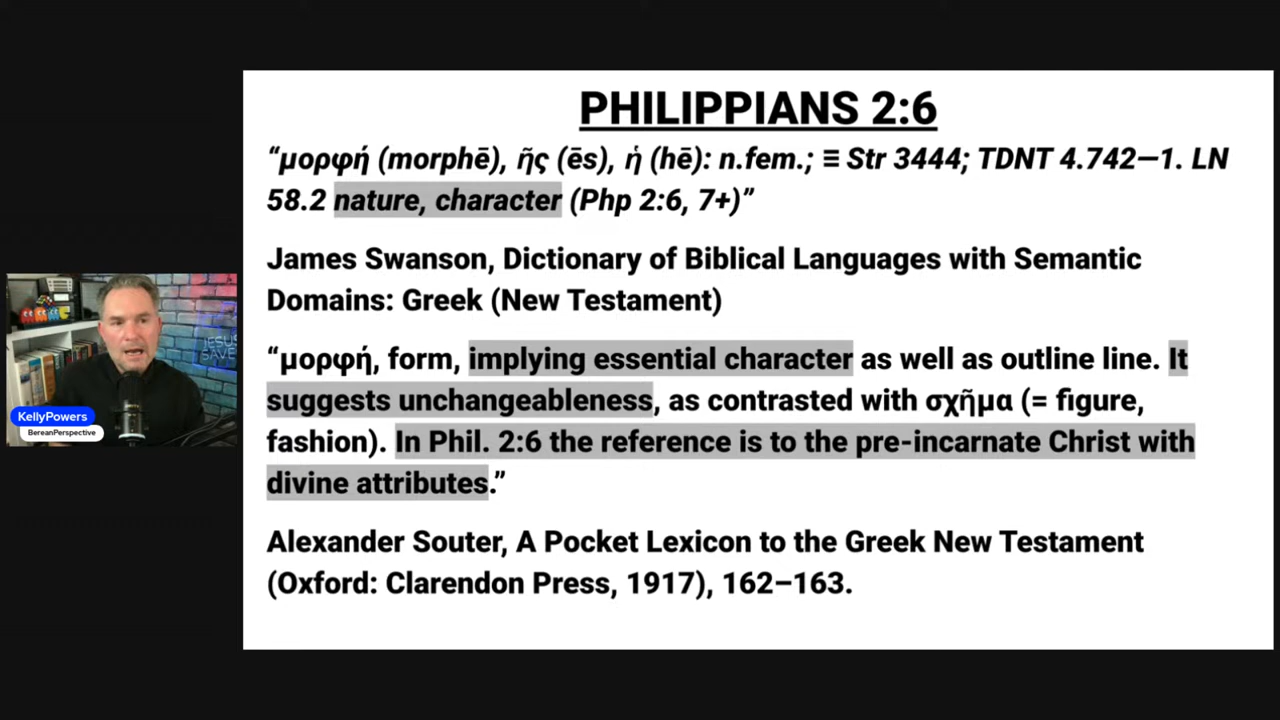 PHILIPPIANS 2:6
“μορφή (morphē), ῆς (ēs), ἡ (hē): n.fem.; ≡ Str 3444; TDNT 4.742—1. LN
58.2 nature, character (Php 2:6, 7+)”
James Swanson, Dictionary of Biblical Languages with Semantic
Domains: Greek (New Testament)
“μορφή, form, implying essential character as well as outline line. It
suggests unchangeableness, as contrasted with σχῆμα (= figure,
fashion). In Phil. 2:6 the reference is to the pre-incarnate Christ with
divine attributes.”
Alexander Souter, A Pocket Lexicon to the Greek New Testament
(Oxford: Clarendon Press, 1917), 162–163.
JESUS
SAVE
KellyPowers
BereanPerspective